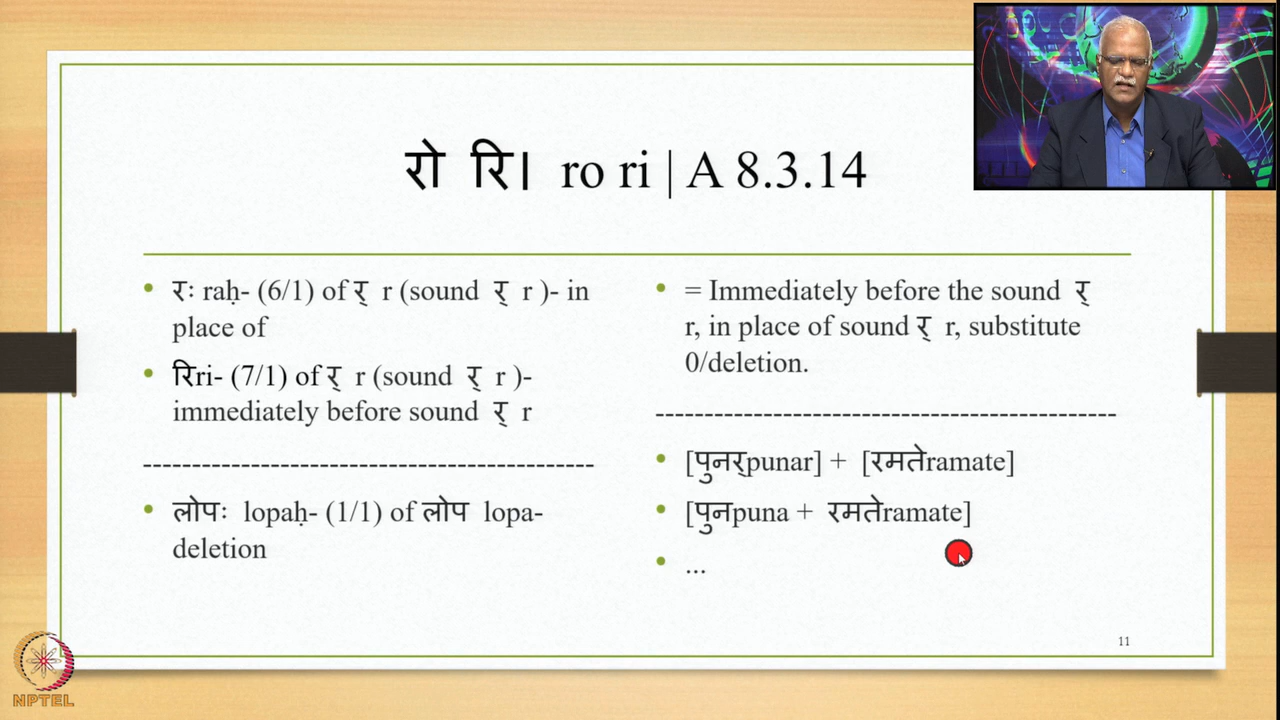 रो रि। ro ri | A 8.3.14
• रः raḥ- (6/1) of र् r (sound र् r )- in
place of
• रिri- (7/1) of र् r (sound र् r )-
immediately before sound र् r
----------------------------------------------
• लोपः lopaḥ- (1/1) of लोप lopa-
deletion
• = Immediately before the sound र्
r, in place of sound र् r, substitute
0/deletion.
-----------------------------------------------
• [पुनर्punar] + [रमतेramate]
• [पुनpuna + रमतेramate]
• ...
11
NPTEL